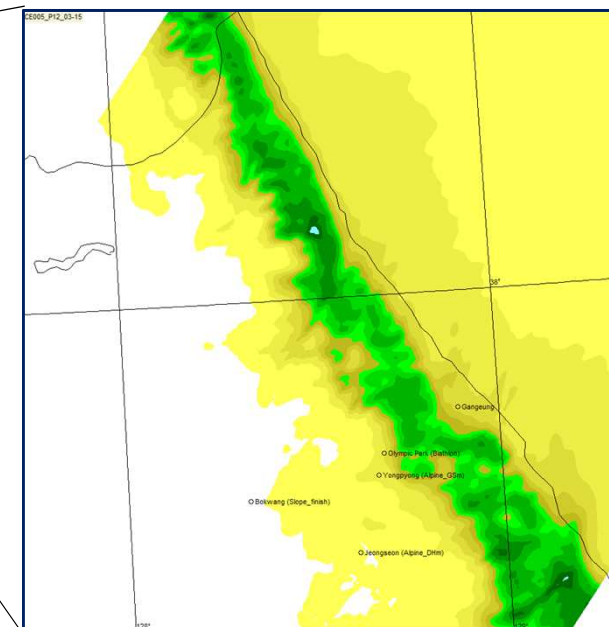 CE005_P12_03-15
38°
Gangeung
Olympic Park (Biathlon)
Yongpyong (Alpine_GSm)
Bokwang (Slope_finish)
Jeongseon (Alpine_DHm)